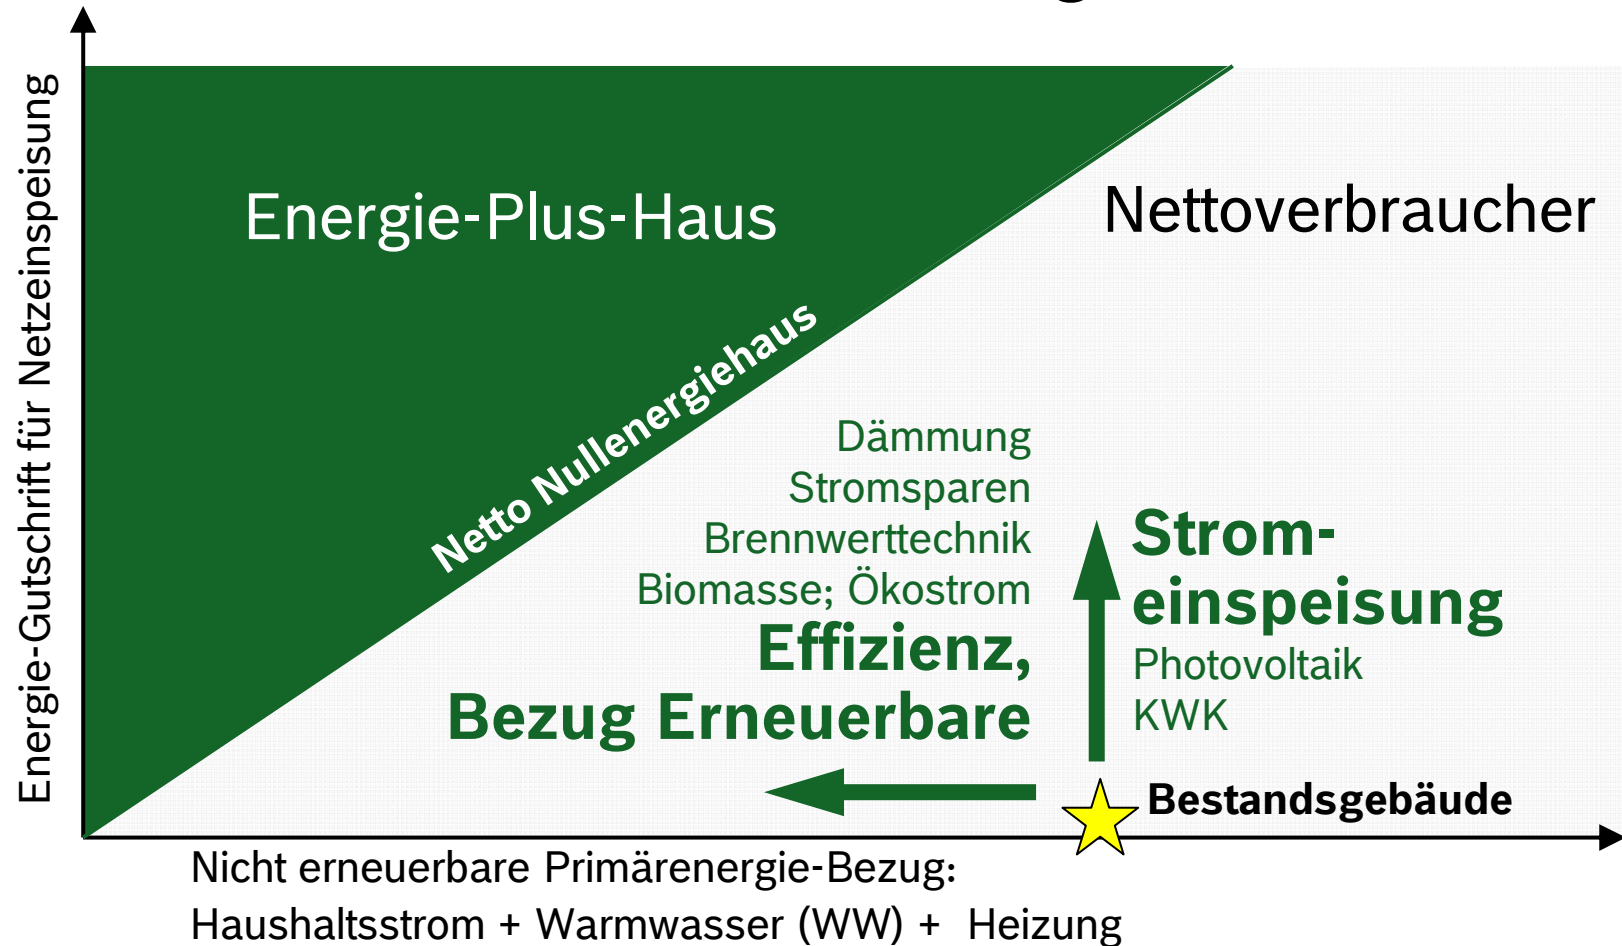 Energie-Gutschrift für Netzeinspeisung
Energie-Plus-Haus
Nettoverbraucher
Netto Nullenergiehaus
Dämmung
Stromsparen
Brennwerttechnik
Biomasse; Ökostrom
Effizienz,
Bezug Erneuerbare
Strom-
einspeisung
Photovoltaik
KWK
Bestandsgebäude
Nicht erneuerbare Primärenergie-Bezug:
Haushaltsstrom + Warmwasser (WW) + Heizung